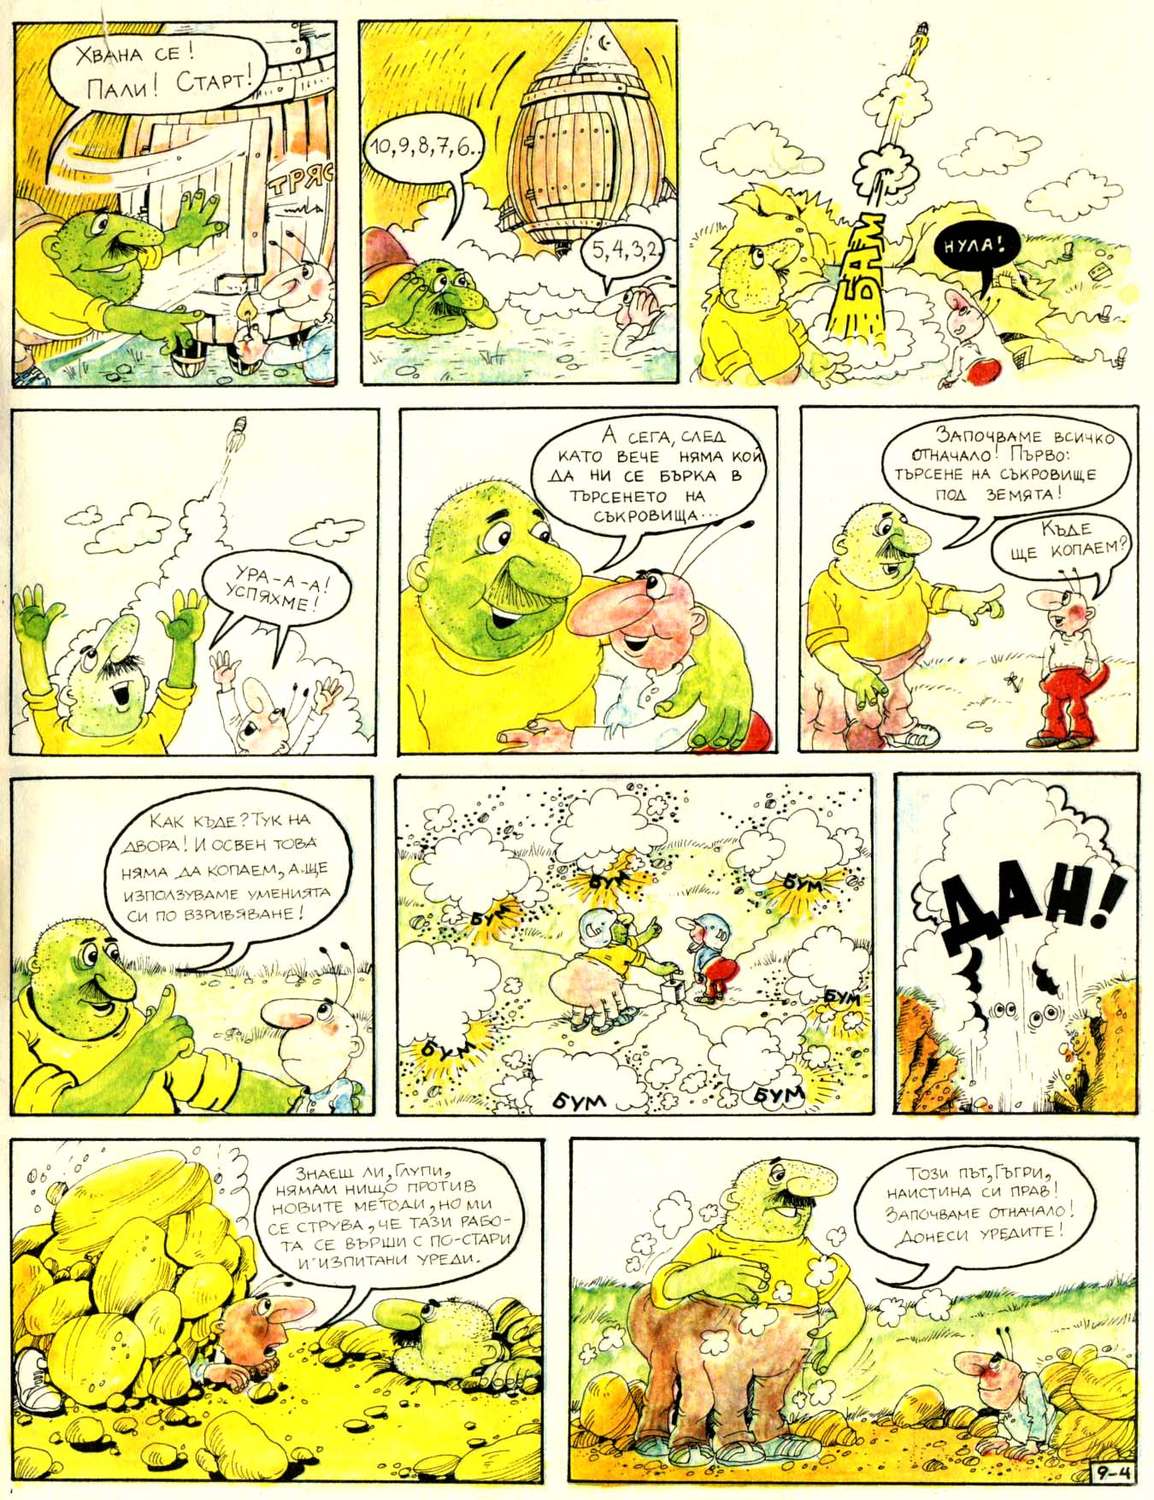 Хвана се!
Пали! Старт!
ТРЯС
10, 9, 8, 7, 6..
5, 4, 3, 2.
БАМ
НУЛА!
УРА-А-А!
УСПЯХМЕ!
А СЕГА, СЛЕД
КАТО ВЕЧЕ НЯМА КОЙ
ДА НИ СЕ БЪРКА В
ТЪРСЕНЕТО НА
СЪКРОВИЩА...
ЗАПОЧВАМЕ ВСИЧКО
ОТНАЧАЛО! ПЪРВО:
ТЪРСЕНЕ НА СЪКРОВИЩЕ
ПОД ЗЕМЯТА!
КЪДЕ
ЩЕ КОПАЕМ?
КАК КЪДЕ? ТУК НА
ДВОРА! И ОСВЕН ТОВА
НЯМА ДА КОПАЕМ, А ЩЕ
ИЗПОЛЗУВАМЕ УМЕНИЯТА
СИ ПО ВЗРИВЯВАНЕ!
БУМ
БУМ
БУМ
БУМ
БУМ
БУМ
БУМ
ДАН!
ЗНАЕШ ЛИ, ГЛУПИ,
НЯМАМ НИЩО ПРОТИВ
НОВИТЕ МЕТОДИ, НО МИ
СЕ СТРУВА, ЧЕ ТАЗИ РАБО-
ТА СЕ ВЪРШИ С ПО-СТАРИ
И ИЗПИТАНИ УРЕДИ.
ТОЗИ ПЪТ, ГЪГРИ,
НАИСТИНА СИ ПРАВ!
ЗАПОЧВАМЕ ОТНАЧАЛО!
ДОНЕСИ УРЕДИТЕ!
9-4